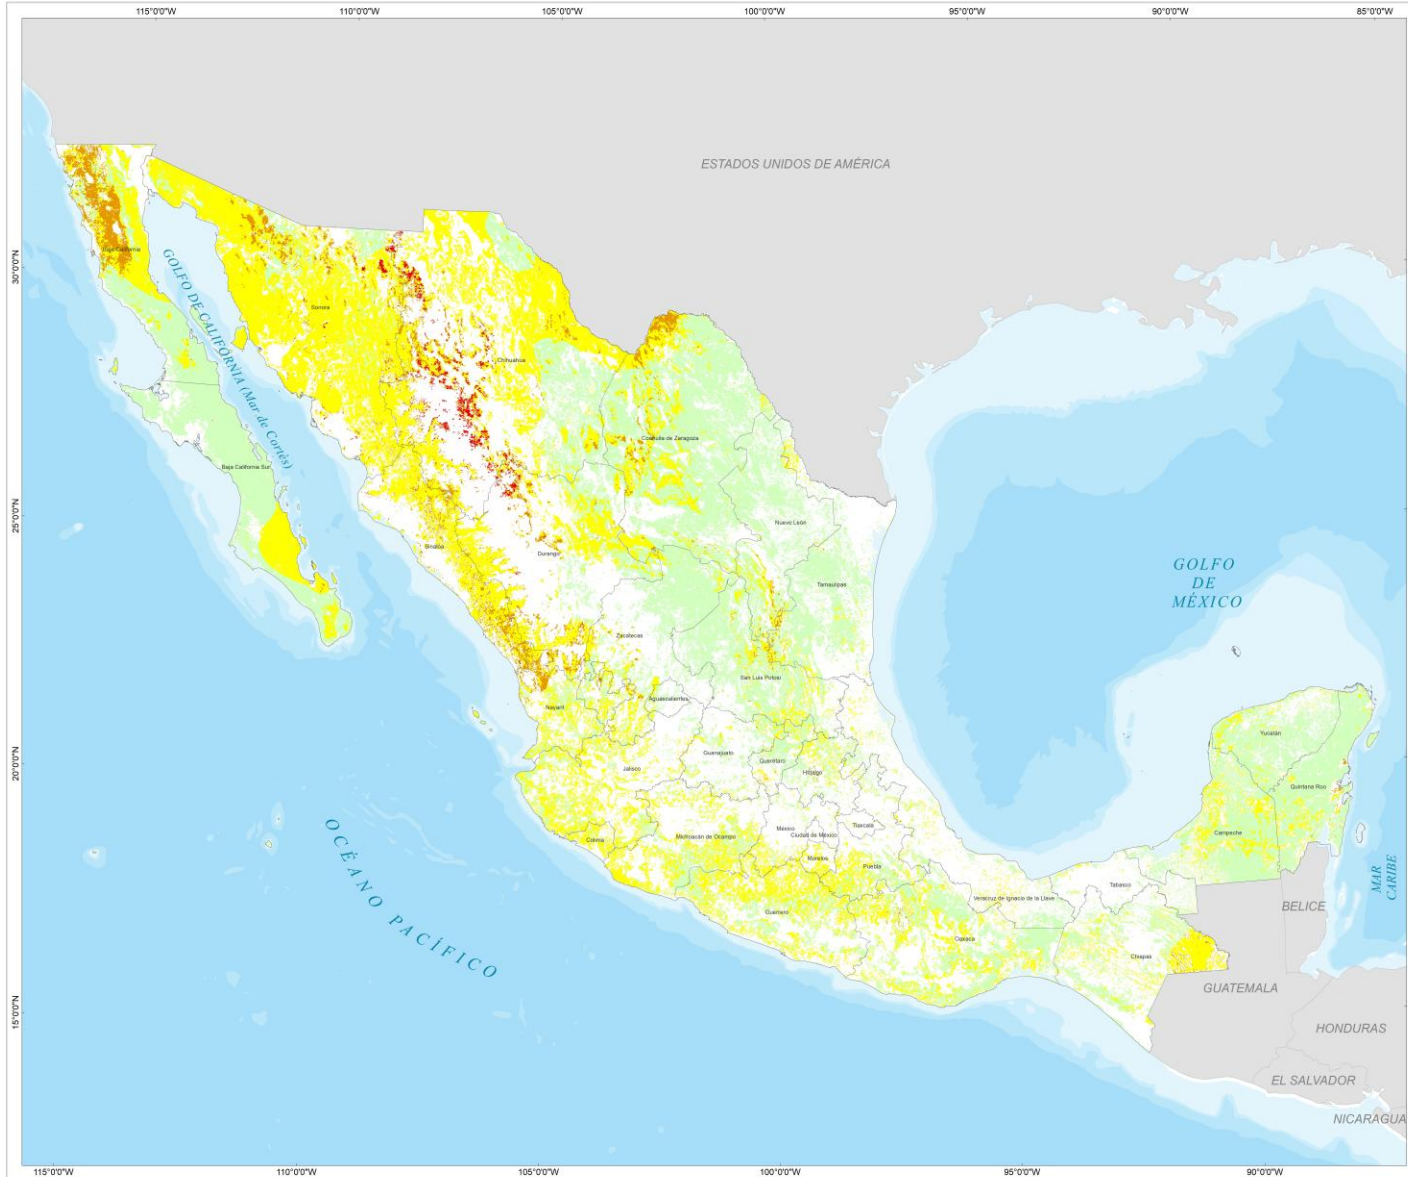 115°0'0"W 110°0'0"W 105°0'0"W 100°0'0"W 95°0'0"W 90°0'0"W 85°0'0"W
ESTADOS UNIDOS DE AMÉRICA
Baja California
30°0'0"N
GOLFO DE CALIFORNIA (Mar de Cortés)
Sonora
Chihuahua
Coahuila de Zaragoza
Baja California Sur
25°0'0"N
Nuevo León
Sinaloa
Durango
GOLFO
DE
MÉXICO
Tamaulipas
Zacatecas
San Luis Potosí
Aguascalientes
Nayarit
Yucatán
Guanajuato
Querétaro
20°0'0"N
Jalisco
Hidalgo
Quintana Roo
México
Tlaxcala
Ciudad de México
Michoacán de Ocampo
Colima
Campeche
Morelos
Puebla
MAR
CARIBE
OCÉANO PACÍFICO
Tabasco
Veracruz de Ignacio de la Llave
BELICE
Guerrero
Oaxaca
Chiapas
GUATEMALA
15°0'0"N
HONDURAS
EL SALVADOR
NICARAGUA
115°0'0"W 110°0'0"W 105°0'0"W 100°0'0"W 95°0'0"W 90°0'0"W